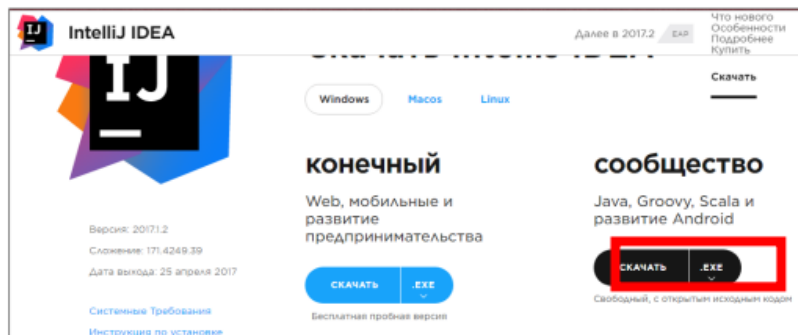 IJ IntelliJ IDEA
Далее в 2017.2 EAP
Что нового
Особенности
Подробнее
Купить
Скачать
IJ
Windows Macos Linux
конечный
Web, мобильные и
развитие
предпринимательства
СКАЧАТЬ .EXE
Бесплатная пробная версия
сообщество
Java, Groovy, Scala и
развитие Android
СКАЧАТЬ .EXE
Свободный, с открытым исходным кодом
Версия: 2017.1.2
Сложение: 171.4249.39
Дата выхода: 25 апреля 2017
Системные Требования
Инструкция по установке